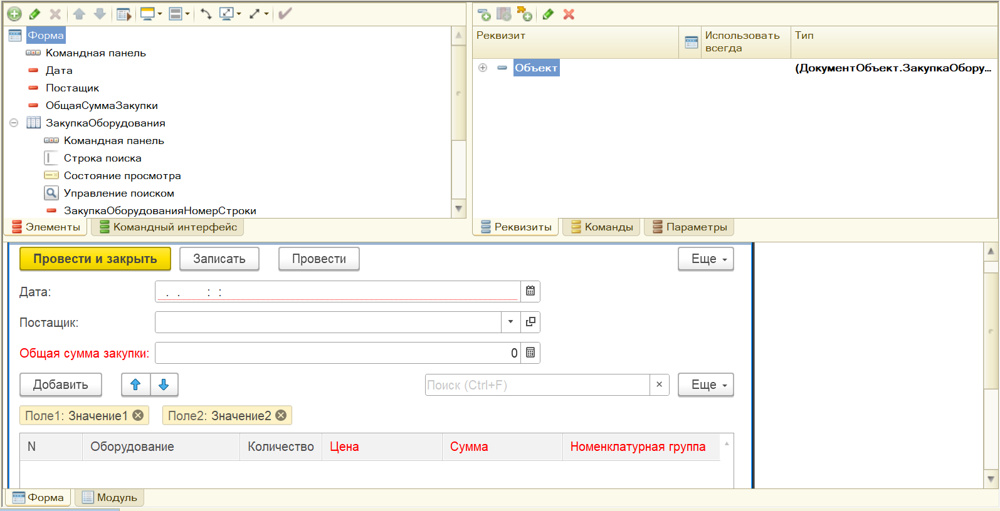 Форма
Командная панель
Дата
Постащик
ОбщаяСуммаЗакупки
ЗакупкаОборудования
Командная панель
Строка поиска
Состояние просмотра
Управление поиском
ЗакупкаОборудованияНомерСтроки
Элементы Командный интерфейс
Реквизит Использовать всегда Тип
Объект (ДокументОбъект.ЗакупкаОбору...
Реквизиты Команды Параметры
Провести и закрыть Записать Провести Еще
Дата: . . : :
Постащик:
Общая сумма закупки: 0
Добавить Поиск (Ctrl+F) × Еще
Поле1: Значение1 Поле2: Значение2
N Оборудование Количество Цена Сумма Номенклатурная группа
Форма Модуль